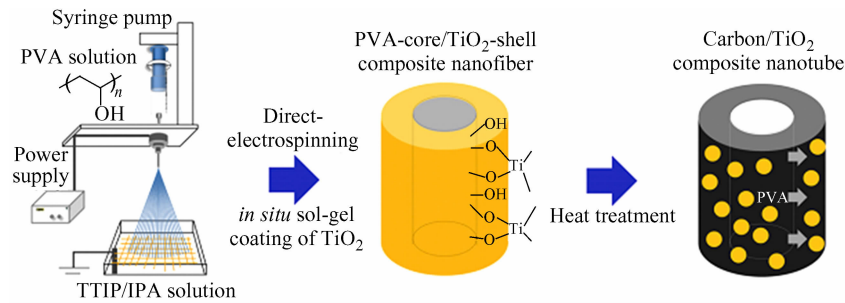 Syringe pump
PVA solution
n
OH
Power
supply
TTIP/IPA solution
Direct-
electrospinning
in situ sol-gel
coating of TiO₂
PVA-core/TiO₂-shell
composite nanofiber
OH
O
Ti
O
OH
O
Ti
O
Heat treatment
Carbon/TiO₂
composite nanotube
PVA